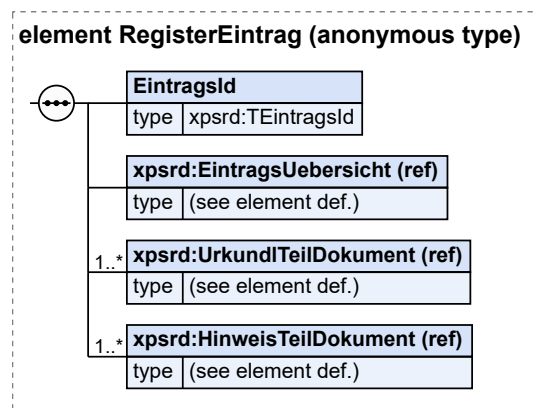 element RegisterEintrag (anonymous type)
EintragsId
type xpsrd:TEintragsId
xpsrd:EintragsUebersicht (ref)
type (see element def.)
1..* xpsrd:UrkundlTeilDokument (ref)
type (see element def.)
1..* xpsrd:HinweisTeilDokument (ref)
type (see element def.)